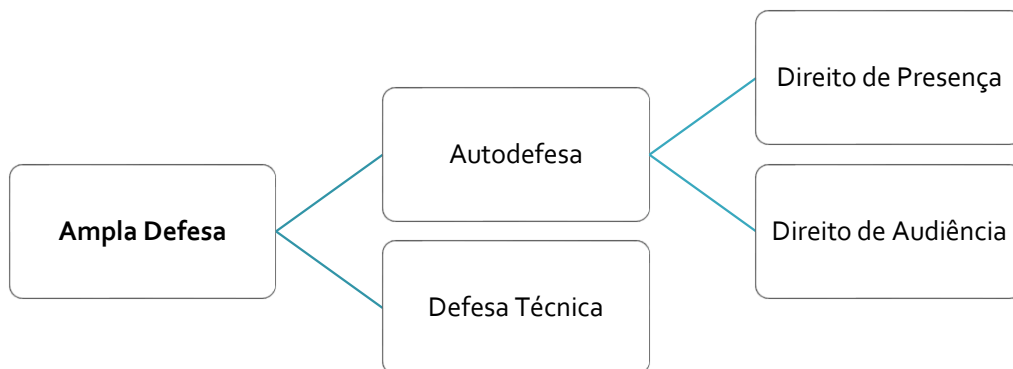 Direito de Presença
Autodefesa
Direito de Audiência
Ampla Defesa
Defesa Técnica